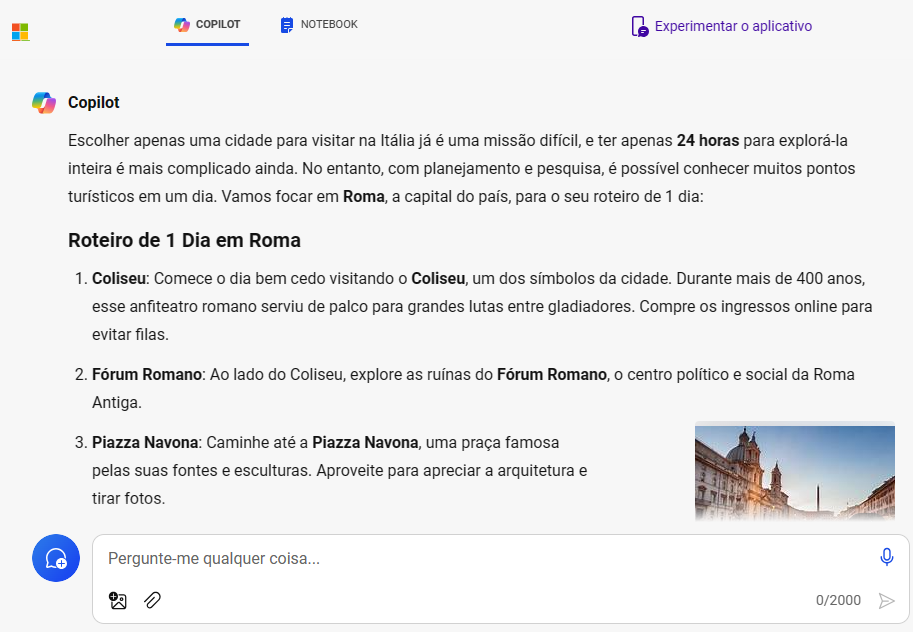 COPILOT
NOTEBOOK
Experimentar o aplicativo
Copilot
Escolher apenas uma cidade para visitar na Itália já é uma missão difícil, e ter apenas 24 horas para explorá-la
inteira é mais complicado ainda. No entanto, com planejamento e pesquisa, é possível conhecer muitos pontos
turísticos em um dia. Vamos focar em Roma, a capital do país, para o seu roteiro de 1 dia:
Roteiro de 1 Dia em Roma
1. Coliseu: Comece o dia bem cedo visitando o Coliseu, um dos símbolos da cidade. Durante mais de 400 anos,
esse anfiteatro romano serviu de palco para grandes lutas entre gladiadores. Compre os ingressos online para
evitar filas.
2. Fórum Romano: Ao lado do Coliseu, explore as ruínas do Fórum Romano, o centro político e social da Roma
Antiga.
3. Piazza Navona: Caminhe até a Piazza Navona, uma praça famosa
pelas suas fontes e esculturas. Aproveite para apreciar a arquitetura e
tirar fotos.
Pergunte-me qualquer coisa...
0/2000